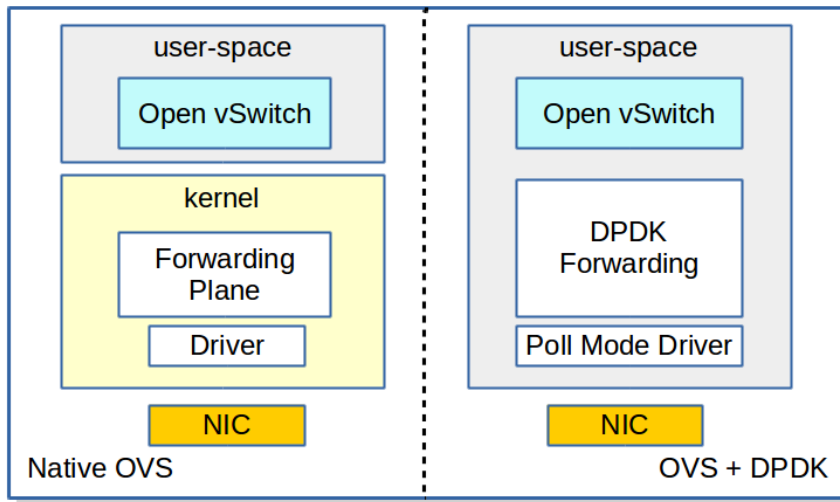 user-space
Open vSwitch
kernel
Forwarding
Plane
Driver
NIC
Native OVS
user-space
Open vSwitch
DPDK
Forwarding
Poll Mode Driver
NIC
OVS + DPDK